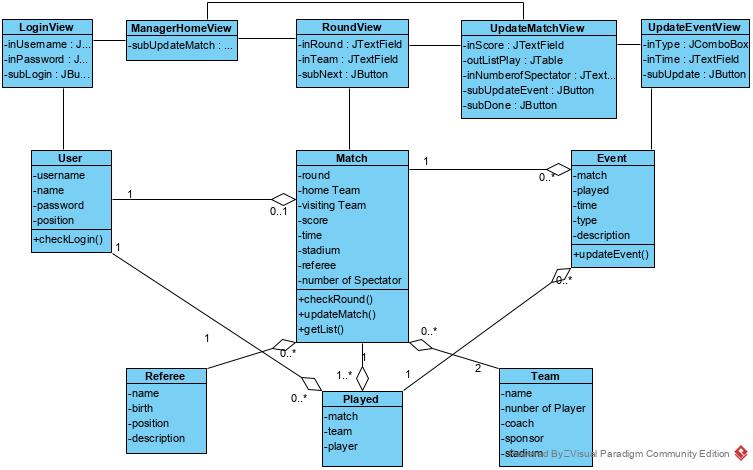 LoginView
-inUsername : J...
-inPassword : J...
-subLogin : JBu...
ManagerHomeView
-subUpdateMatch : ...
RoundView
-inRound : JTextField
-inTeam : JTextField
-subNext : JButton
UpdateMatchView
-inScore : JTextField
-outListPlay : JTable
-inNumberofSpectator : JText...
-subUpdateEvent : JButton
-subDone : JButton
UpdateEventView
-inType : JComboBox
-inTime : JTextField
-subUpdate : JButton
User
-username
-name
-password
-position
+checkLogin()
1
0..1
1
Match
-round
-home Team
-visiting Team
-score
-time
-stadium
-referee
-number of Spectator
+checkRound()
+updateMatch()
+getList()
1
0..*
Event
-match
-played
-time
-type
-description
+updateEvent()
0..*
1
0..*
1
0..*
2
1..*
1
0..*
Referee
-name
-birth
-position
-description
Played
-match
-team
-player
Team
-name
-nunber of Player
-coach
-sponsor
-stadium
Visual Paradigm Community Edition